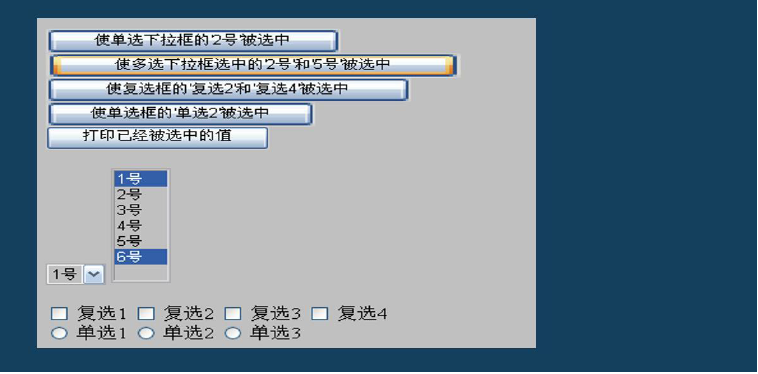 使单选下拉框的'2号'被选中
使多选下拉框选中的'2号'和'5号'被选中
使复选框的'复选2'和'复选4'被选中
使单选框的'单选2'被选中
打印已经被选中的值
1号
2号
3号
4号
5号
6号
1号
复选1 复选2 复选3 复选4
单选1 单选2 单选3